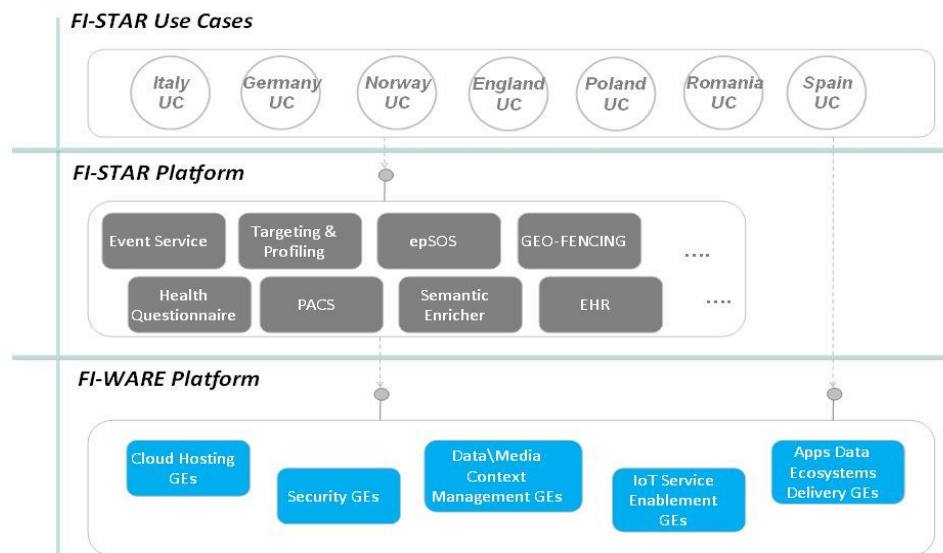 FI-STAR Use Cases
Italy
UC
Germany
UC
Norway
UC
England
UC
Poland
UC
Romania
UC
Spain
UC
FI-STAR Platform
Event Service
Targeting &
Profiling
epSOS
GEO-FENCING
....
Health
Questionnaire
PACS
Semantic
Enricher
EHR
....
FI-WARE Platform
Cloud Hosting
GEs
Security GEs
Data\Media
Context
Management GEs
IoT Service
Enablement
GEs
Apps Data
Ecosystems
Delivery GEs